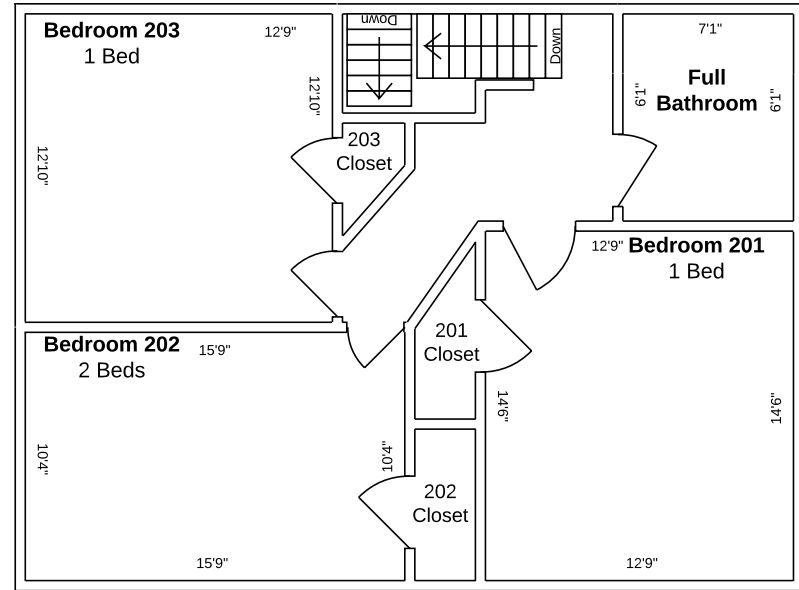 Bedroom 203
1 Bed
12'9"
12'10"
12'10"
Down
Down
7'1"
Full
Bathroom
6'1"
6'1"
203
Closet
Bedroom 202
2 Beds
15'9"
10'4"
10'4"
15'9"
201
Closet
202
Closet
12'9"
Bedroom 201
1 Bed
14'6"
14'6"
12'9"